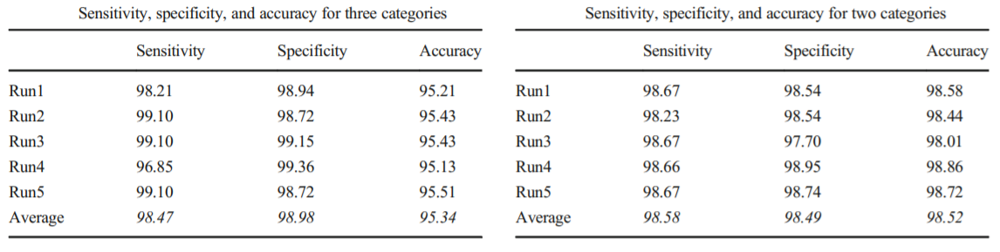 Sensitivity, specificity, and accuracy for three categories
Sensitivity Specificity Accuracy
Run1 98.21 98.94 95.21
Run2 99.10 98.72 95.43
Run3 99.10 99.15 95.43
Run4 96.85 99.36 95.13
Run5 99.10 98.72 95.51
Average 98.47 98.98 95.34
Sensitivity, specificity, and accuracy for two categories
Sensitivity Specificity Accuracy
Run1 98.67 98.54 98.58
Run2 98.23 98.54 98.44
Run3 98.67 97.70 98.01
Run4 98.66 98.95 98.86
Run5 98.67 98.74 98.72
Average 98.58 98.49 98.52